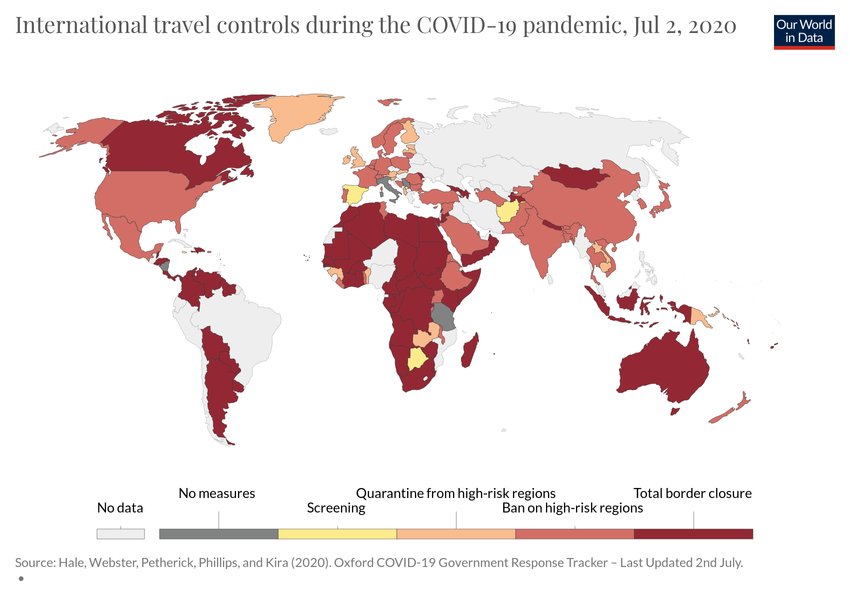 International travel controls during the COVID-19 pandemic, Jul 2, 2020
Our World
in Data
No data
No measures
Screening
Quarantine from high-risk regions
Ban on high-risk regions
Total border closure
Source: Hale, Webster, Petherick, Phillips, and Kira (2020). Oxford COVID-19 Government Response Tracker – Last Updated 2nd July.
•